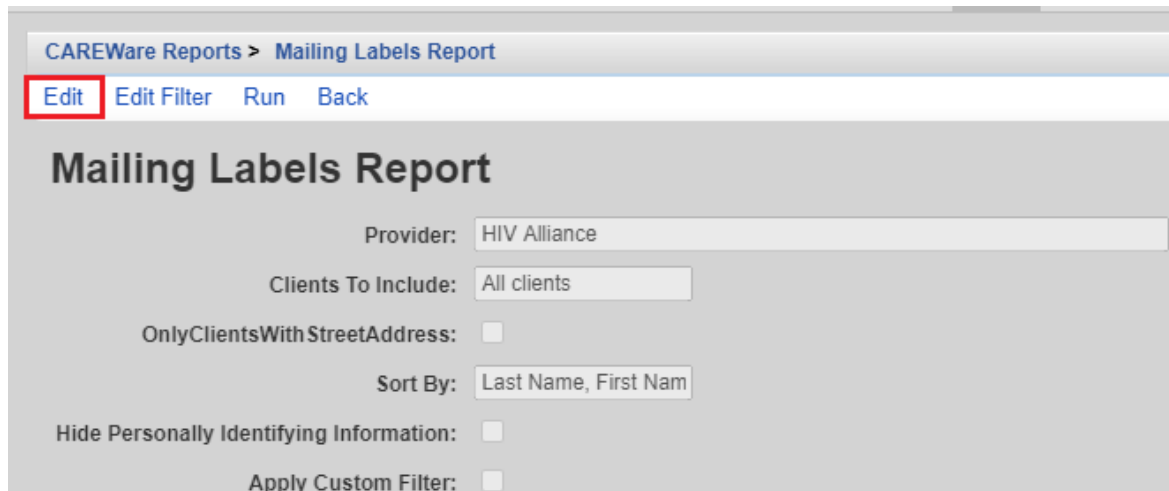 CAREWare Reports > Mailing Labels Report
Edit Edit Filter Run Back
Mailing Labels Report
Provider: HIV Alliance
Clients To Include: All clients
OnlyClientsWithStreetAddress:
Sort By: Last Name, First Nam
Hide Personally Identifying Information:
Apply Custom Filter: